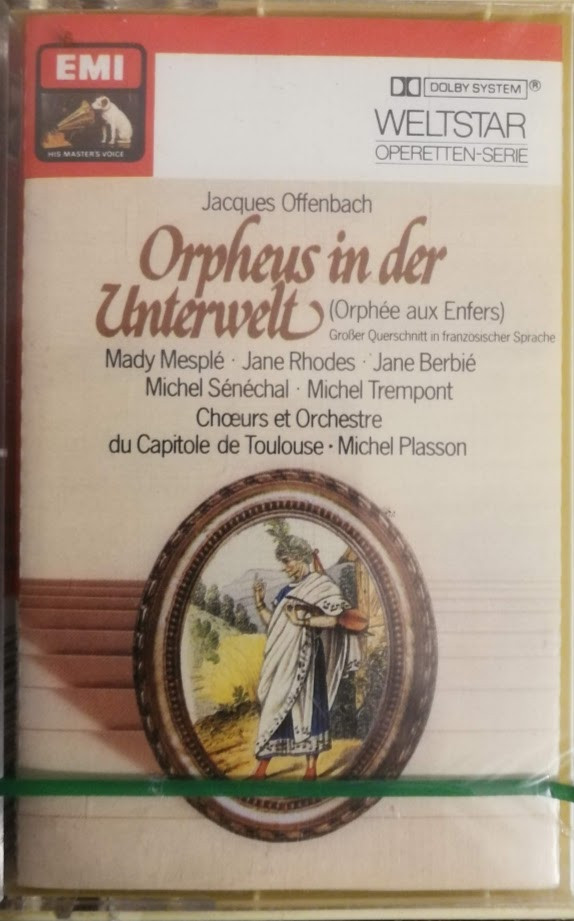 EMI
HIS MASTER'S VOICE
DOLBY SYSTEM®
WELTSTAR
OPERETTEN-SERIE
Jacques Offenbach
Orpheus in der
Unterwelt (Orphée aux Enfers)
Großer Querschnitt in französischer Sprache
Mady Mesplé · Jane Rhodes · Jane Berbié
Michel Sénéchal · Michel Trempont
Chœurs et Orchestre
du Capitole de Toulouse · Michel Plasson